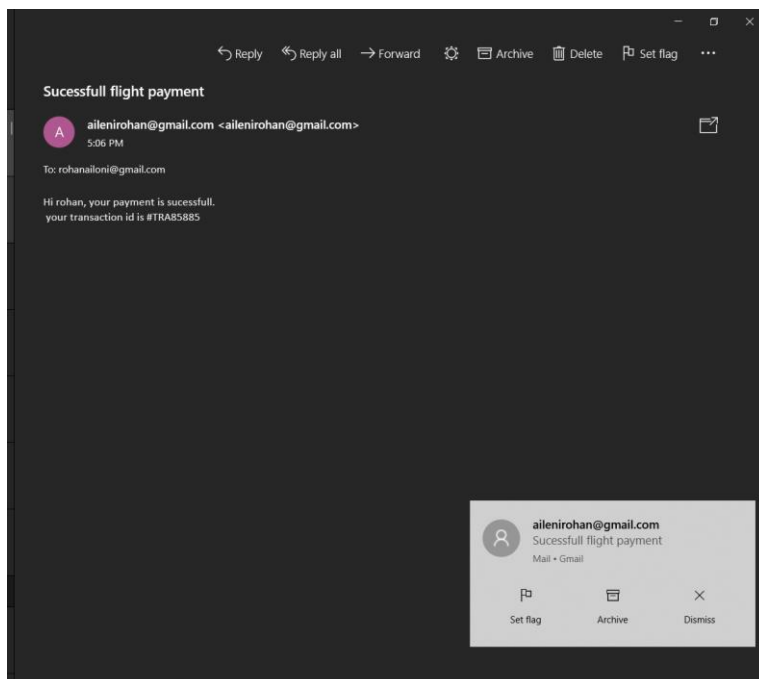 Reply Reply all Forward Archive Delete Set flag ...
Sucessfull flight payment
A
ailenirohan@gmail.com <ailenirohan@gmail.com>
5:06 PM
To: rohanailoni@gmail.com
Hi rohan, your payment is sucessfull.
your transaction id is #TRA85885
ailenirohan@gmail.com
Sucessfull flight payment
Mail • Gmail
Set flag Archive Dismiss